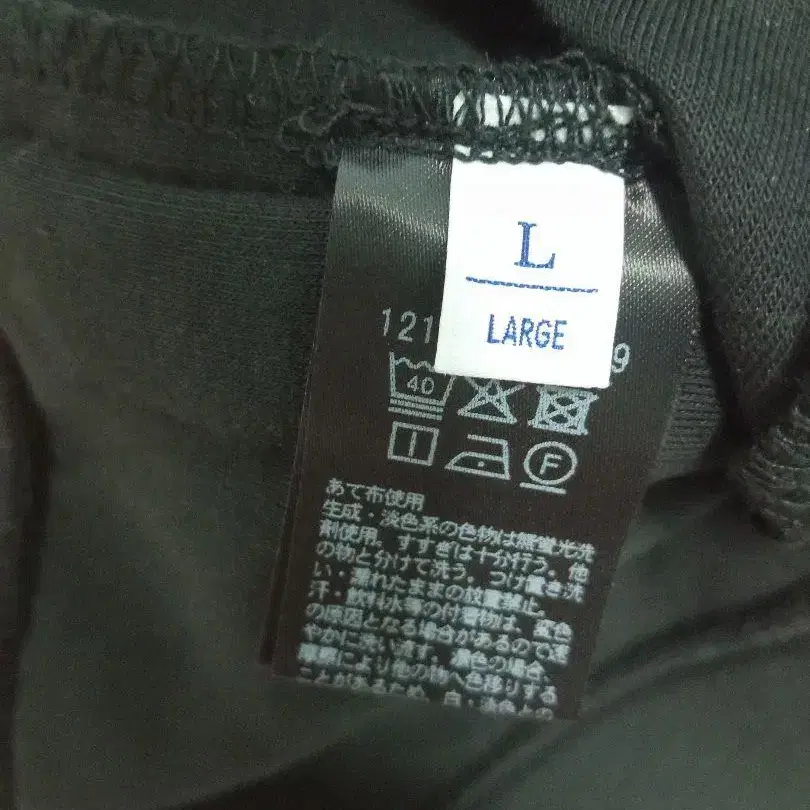 L
LARGE
121
9
40
F
あて布使用
生成・淡色系の色物は無蛍光洗
剤使用。すすぎは十分行う。他
の物とわけて洗う。つけ置き洗
い・濡れたままの放置禁止。
汗・飲料水等の付着物は、変色
の原因となる場合があるので速
やかに洗います。濃色の場合、
摩擦により他の物へ色移りする
ことがあるため、白・淡色との